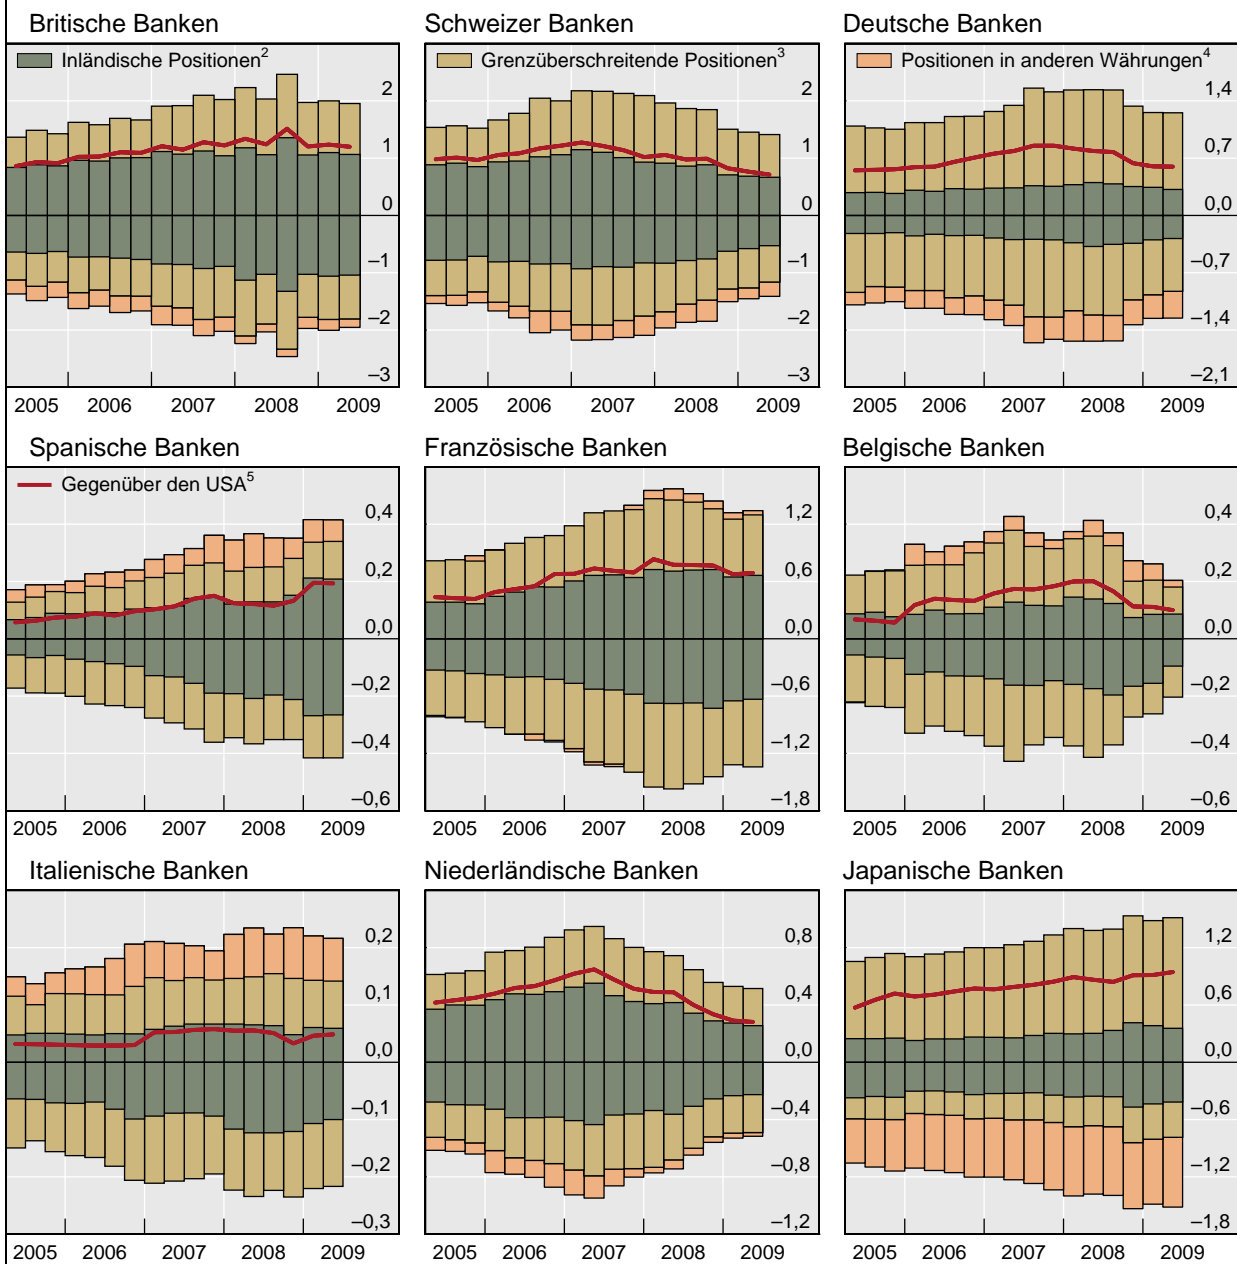 Britische Banken
Schweizer Banken
Deutsche Banken
Inländische Positionen²
Grenzüberschreitende Positionen³
Positionen in anderen Währungen⁴
2
1
0
–1
–2
–3
2
1
0
–1
–2
–3
1,4
0,7
0,0
–0,7
–1,4
–2,1
2005 2006 2007 2008 2009
2005 2006 2007 2008 2009
2005 2006 2007 2008 2009
Spanische Banken
Französische Banken
Belgische Banken
Gegenüber den USA⁵
0,4
0,2
0,0
–0,2
–0,4
–0,6
1,2
0,6
0,0
–0,6
–1,2
–1,8
0,4
0,2
0,0
–0,2
–0,4
–0,6
2005 2006 2007 2008 2009
2005 2006 2007 2008 2009
2005 2006 2007 2008 2009
Italienische Banken
Niederländische Banken
Japanische Banken
0,2
0,1
0,0
–0,1
–0,2
–0,3
0,8
0,4
0,0
–0,4
–0,8
–1,2
1,2
0,6
0,0
–0,6
–1,2
–1,8
2005 2006 2007 2008 2009
2005 2006 2007 2008 2009
2005 2006 2007 2008 2009